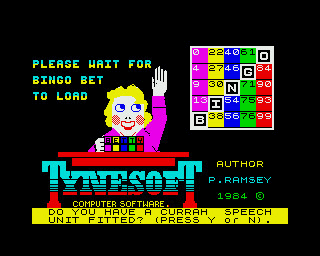 PLEASE WAIT FOR
BINGO BET
TO LOAD
0 22 40 51 O
4 27 46 G 84
9 30 N 71 90
13 I 54 75 93
B 38 56 76 99
TYNESOFT
COMPUTER SOFTWARE.
AUTHOR
P.RAMSEY
1984 ©
DO YOU HAVE A CURRAH SPEECH
UNIT FITTED? (PRESS Y or N).